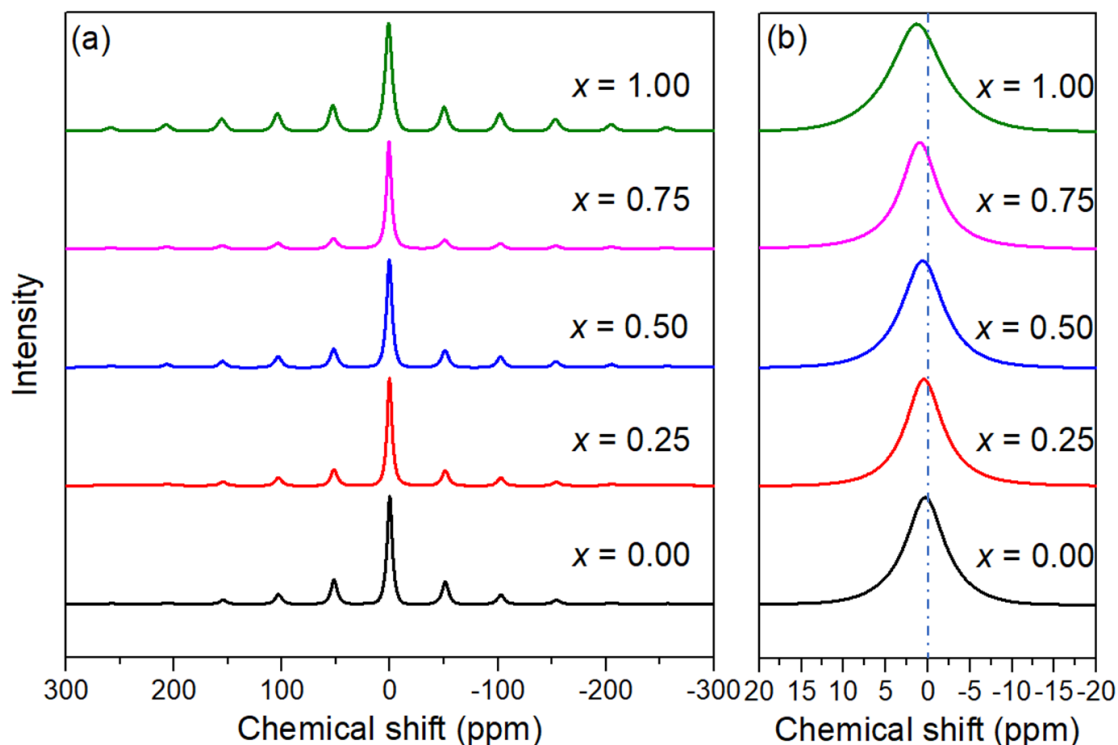 (a)
x = 1.00
x = 0.75
x = 0.50
x = 0.25
x = 0.00
Intensity
300 200 100 0 -100 -200 -300
Chemical shift (ppm)
(b)
x = 1.00
x = 0.75
x = 0.50
x = 0.25
x = 0.00
20 15 10 5 0 -5 -10 -15 -20
Chemical shift (ppm)